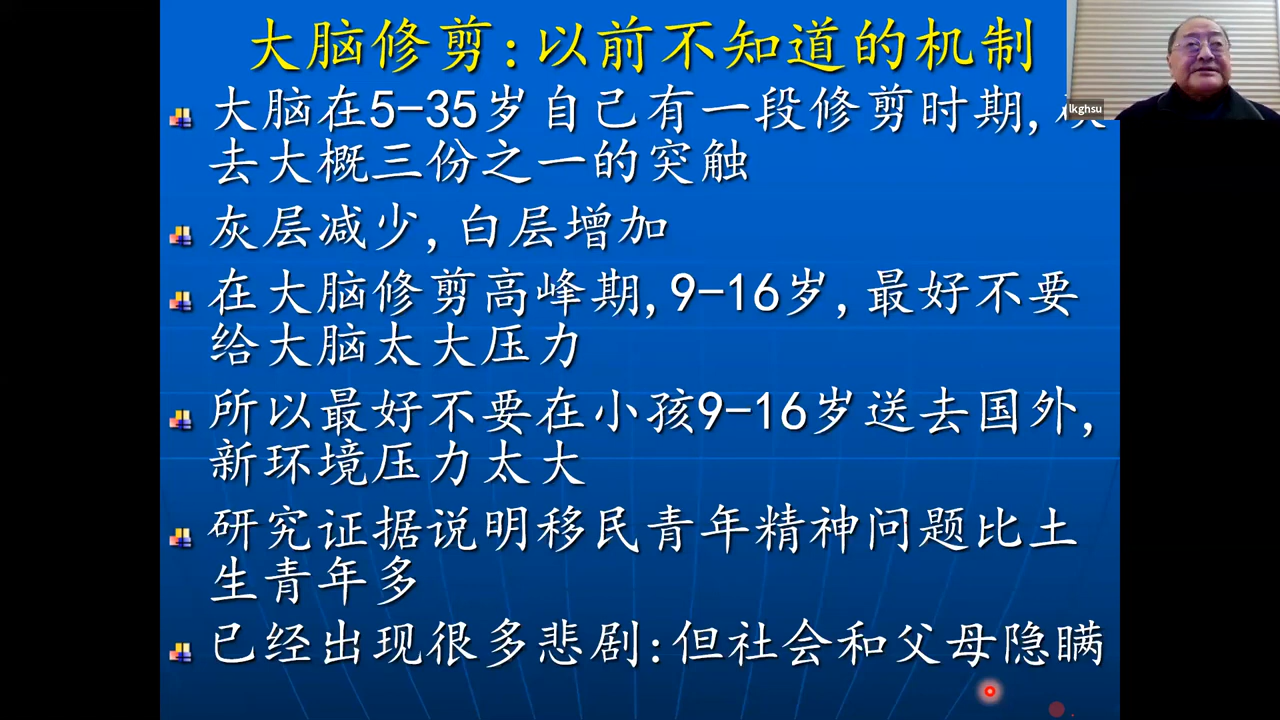 大脑修剪:以前不知道的机制
大脑在5-35岁自己有一段修剪时期,
去大概三份之一的突触
灰层减少,白层增加
在大脑修剪高峰期,9-16岁,最好不要
给大脑太大压力
所以最好不要在小孩9-16岁送去国外,
新环境压力太大
研究证据说明移民青年精神问题比土
生青年多
已经出现很多悲剧:但社会和父母隐瞒
lkghsu